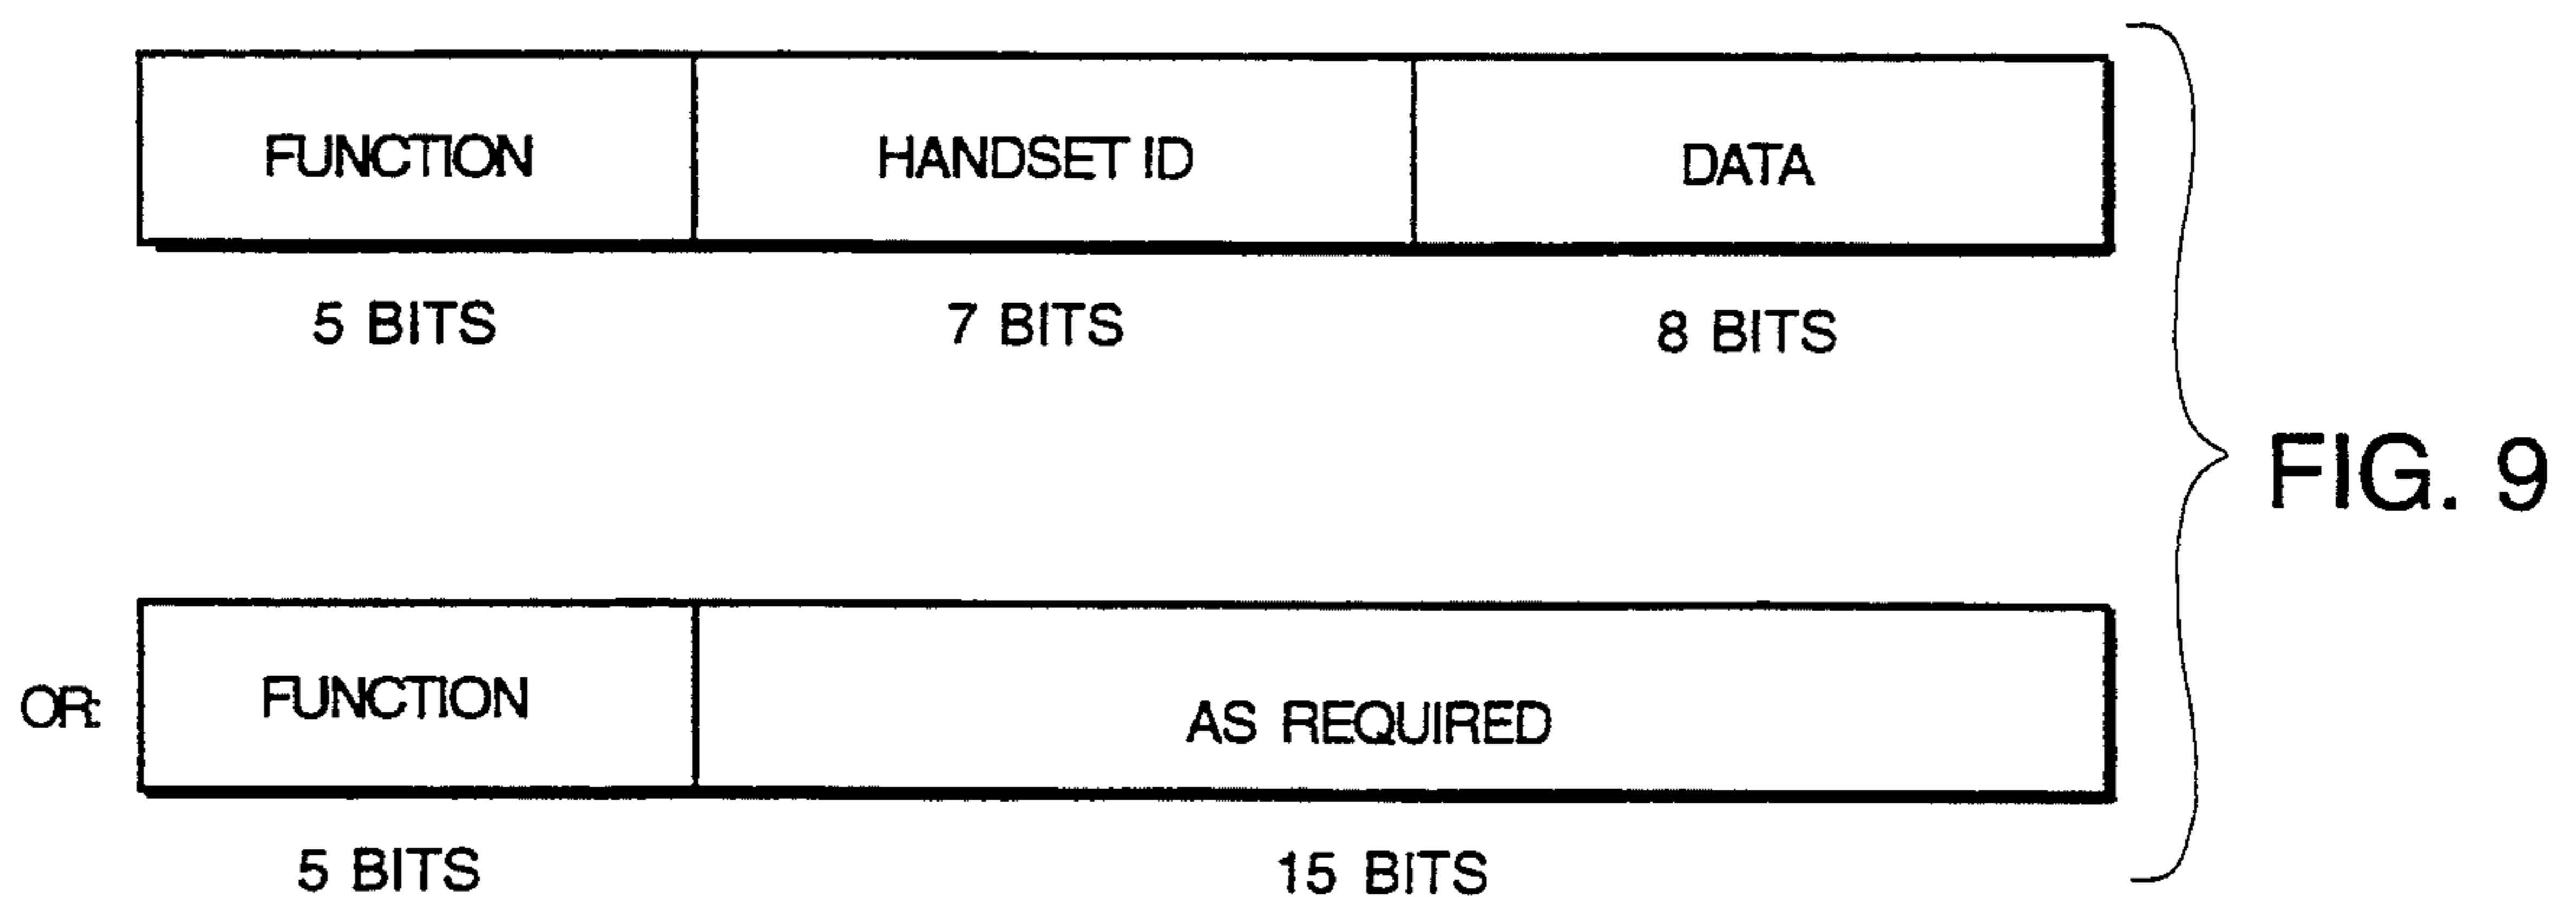 FUNCTION HANDSET ID DATA
5 BITS 7 BITS 8 BITS
FIG. 9
OR: FUNCTION AS REQUIRED
5 BITS 15 BITS